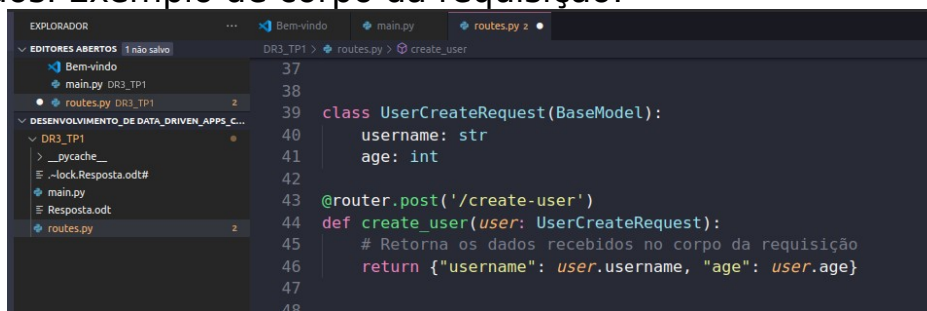 dos. Exemplo de corpo da requisição:
EXPLORADOR ...
EDITORES ABERTOS 1 não salvo
Bem-vindo
main.py DR3_TP1
routes.py DR3_TP1 2
DESENVOLVIMENTO_DE DATA_DRIVEN_APPS_C...
DR3_TP1
__pycache__
.~lock.Resposta.odt#
main.py
Resposta.odt
routes.py 2
Bem-vindo main.py routes.py 2
DR3_TP1 > routes.py > create_user
37
38
39 class UserCreateRequest(BaseModel):
40 username: str
41 age: int
42
43 @router.post('/create-user')
44 def create_user(user: UserCreateRequest):
45 # Retorna os dados recebidos no corpo da requisição
46 return {"username": user.username, "age": user.age}
47
48